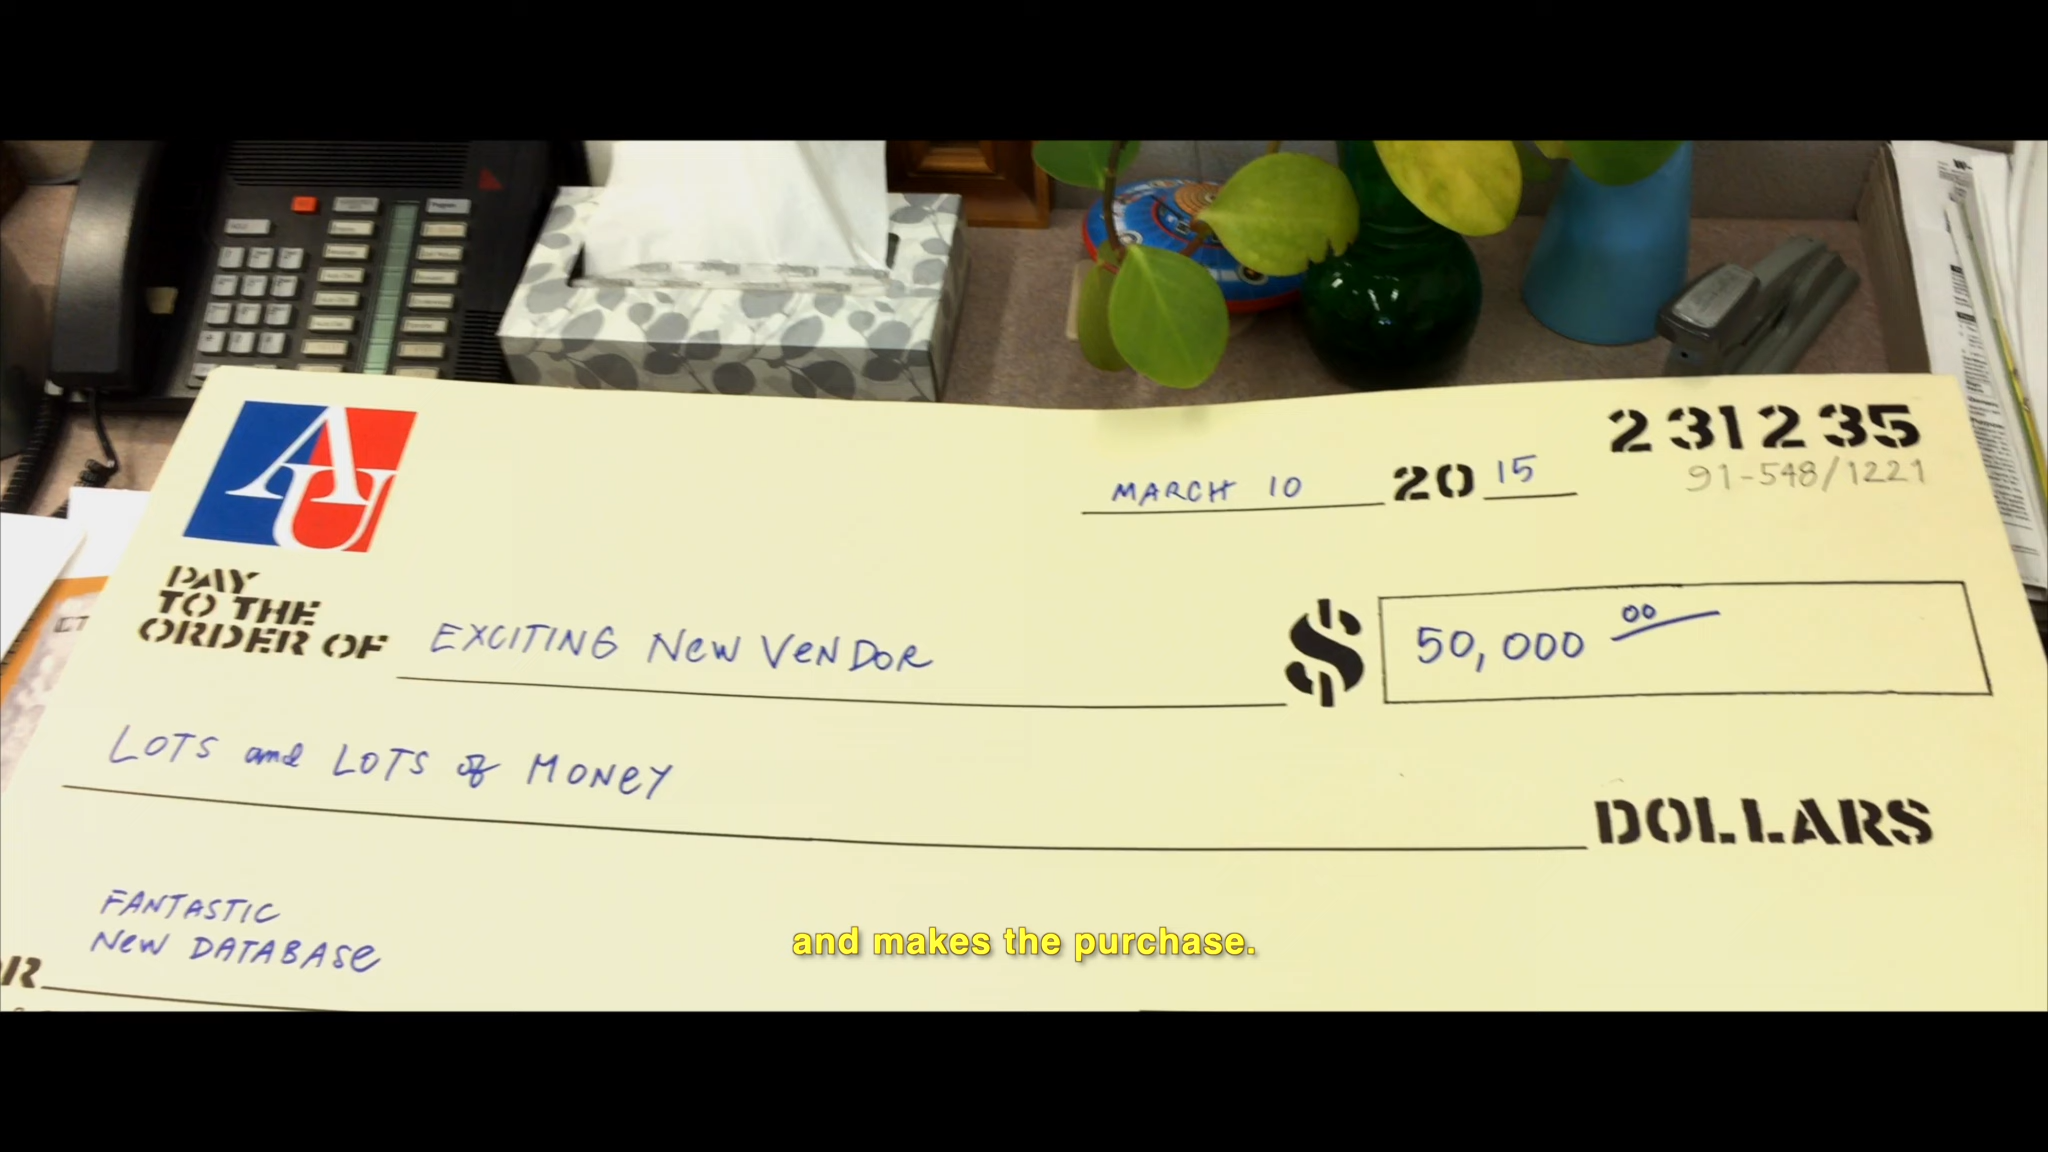 AU
231235
91-548/1221
MARCH 10 20 15
PAY
TO THE
ORDER OF EXCITING NEW VENDOR $ 50,000 00
LOTS and LOTS of MONEY DOLLARS
FANTASTIC
NEW DATABASE
and makes the purchase.